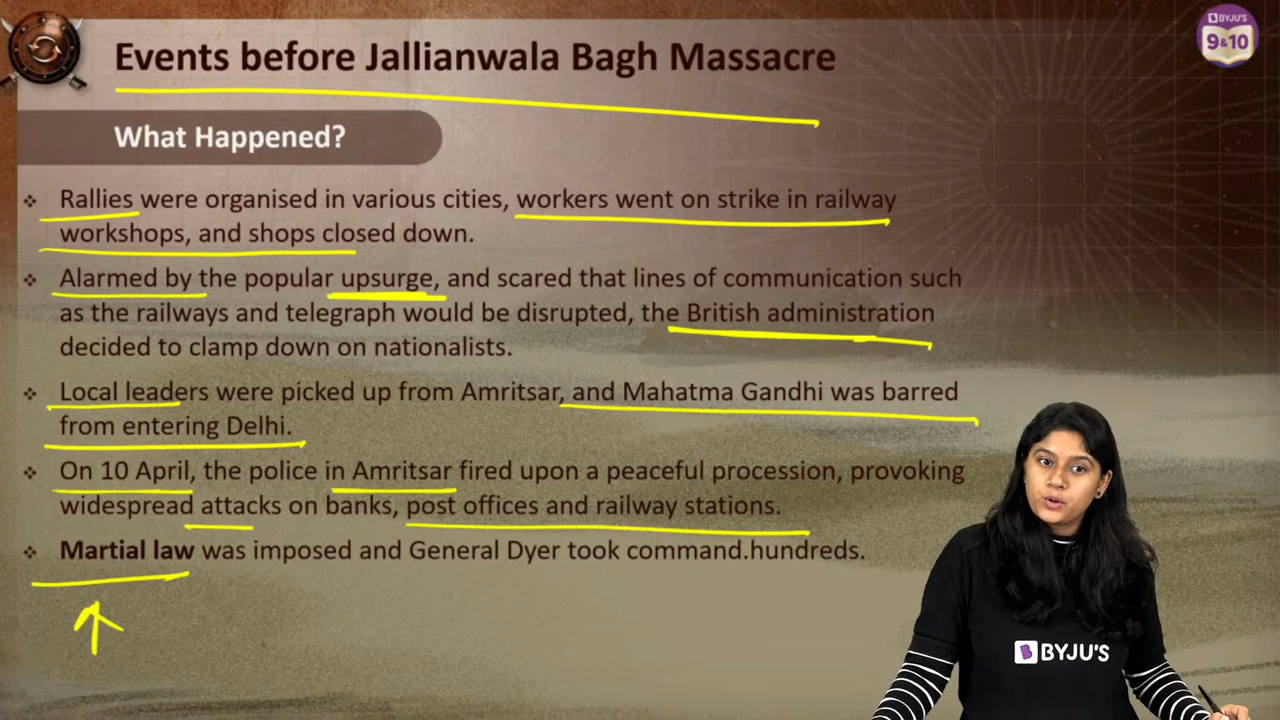 Events before Jallianwala Bagh Massacre
BYJU'S
9&10
What Happened?
❖ Rallies were organised in various cities, workers went on strike in railway
workshops, and shops closed down.
❖ Alarmed by the popular upsurge, and scared that lines of communication such
as the railways and telegraph would be disrupted, the British administration
decided to clamp down on nationalists.
❖ Local leaders were picked up from Amritsar, and Mahatma Gandhi was barred
from entering Delhi.
❖ On 10 April, the police in Amritsar fired upon a peaceful procession, provoking
widespread attacks on banks, post offices and railway stations.
❖ Martial law was imposed and General Dyer took command.hundreds.
BYJU'S